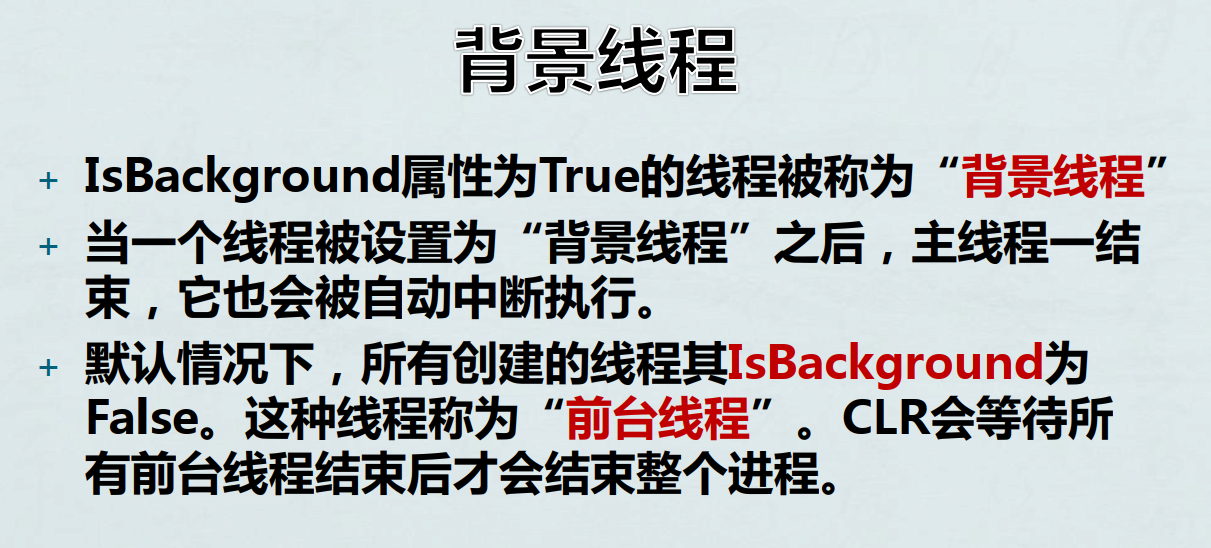 背景线程
+ IsBackground属性为True的线程被称为“背景线程”
+ 当一个线程被设置为“背景线程”之后，主线程一结
束，它也会被自动中断执行。
+ 默认情况下，所有创建的线程其IsBackground为
False。这种线程称为“前台线程”。CLR会等待所
有前台线程结束后才会结束整个进程。